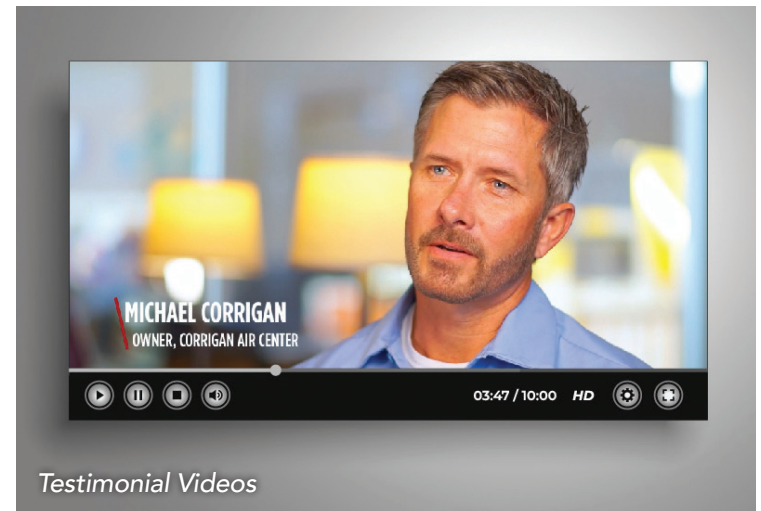 MICHAEL CORRIGAN
OWNER, CORRIGAN AIR CENTER
03:47 / 10:00 HD
Testimonial Videos